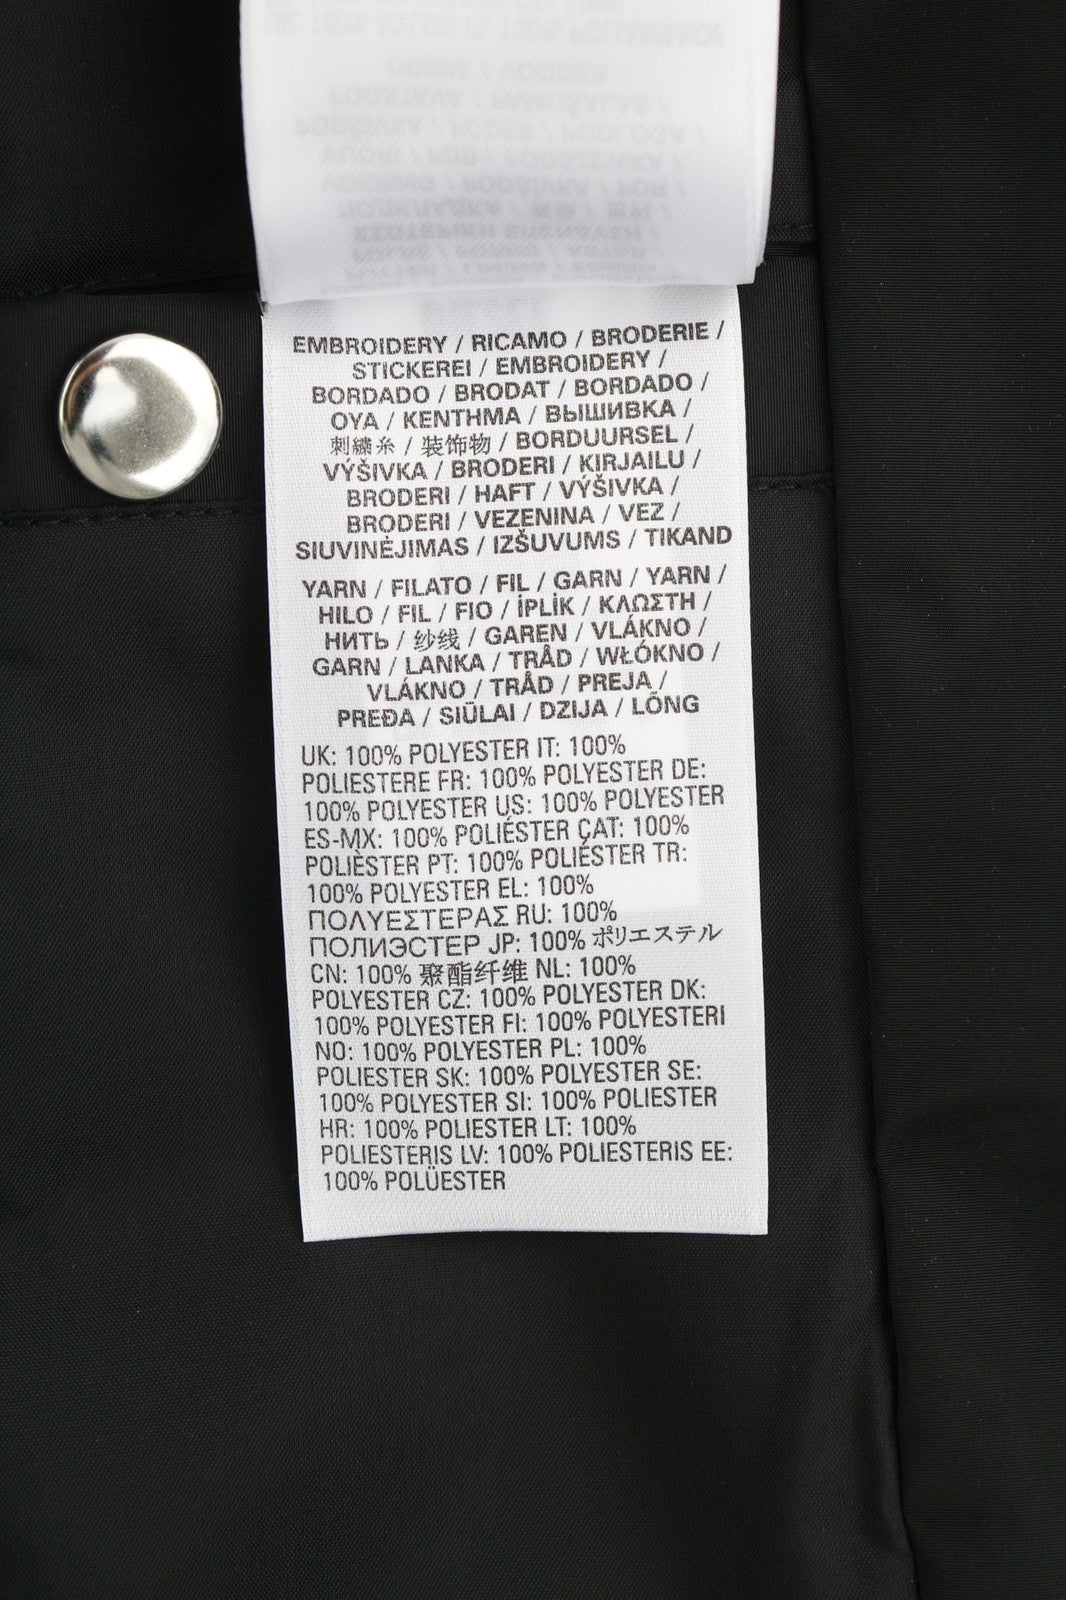 EMBROIDERY / RICAMO / BRODERIE /
STICKEREI / EMBROIDERY /
BORDADO / BRODAT / BORDADO /
OYA / KENTHMA / ВЫШИВКА /
刺繍糸 / 装饰物 / BORDUURSEL /
VÝŠIVKA / BRODERI / KIRJAILU /
BRODERI / HAFT / VÝŠIVKA /
BRODERI / VEZENINA / VEZ /
SIUVINĖJIMAS / IZŠUVUMS / TIKAND
YARN / FILATO / FIL / GARN / YARN /
HILO / FIL / FIO / İPLİK / ΚΛΩΣΤΗ /
НИТЬ / 纱线 / GAREN / VLÁKNO /
GARN / LANKA / TRÅD / WŁÓKNO /
VLÁKNO / TRÅD / PREJA /
PREĐA / SIŪLAI / DZIJA / LÕNG
UK: 100% POLYESTER IT: 100%
POLIESTERE FR: 100% POLYESTER DE:
100% POLYESTER US: 100% POLYESTER
ES-MX: 100% POLIÉSTER CAT: 100%
POLIÈSTER PT: 100% POLIÉSTER TR:
100% POLYESTER EL: 100%
ΠΟΛΥΕΣΤΕΡΑΣ RU: 100%
ПОЛИЭСТЕР JP: 100% ポリエステル
CN: 100% 聚酯纤维 NL: 100%
POLYESTER CZ: 100% POLYESTER DK:
100% POLYESTER FI: 100% POLYESTERI
NO: 100% POLYESTER PL: 100%
POLIESTER SK: 100% POLYESTER SE:
100% POLYESTER SI: 100% POLIESTER
HR: 100% POLIESTER LT: 100%
POLIESTERIS LV: 100% POLIESTERIS EE:
100% POLÜESTER